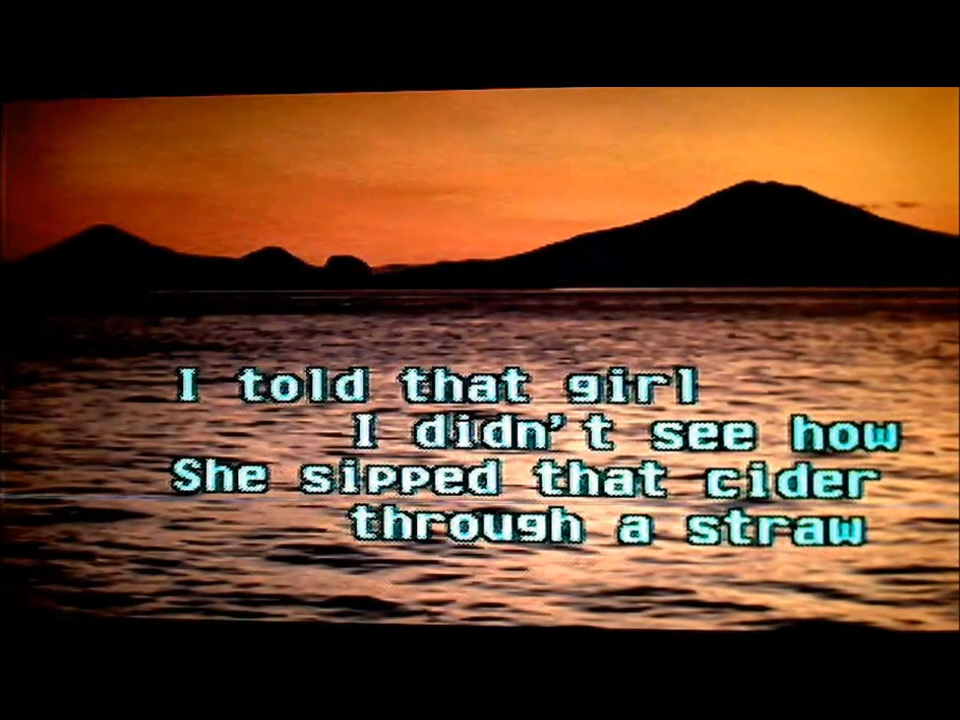 I told that girl
I didn't see how
She sipped that cider
through a straw